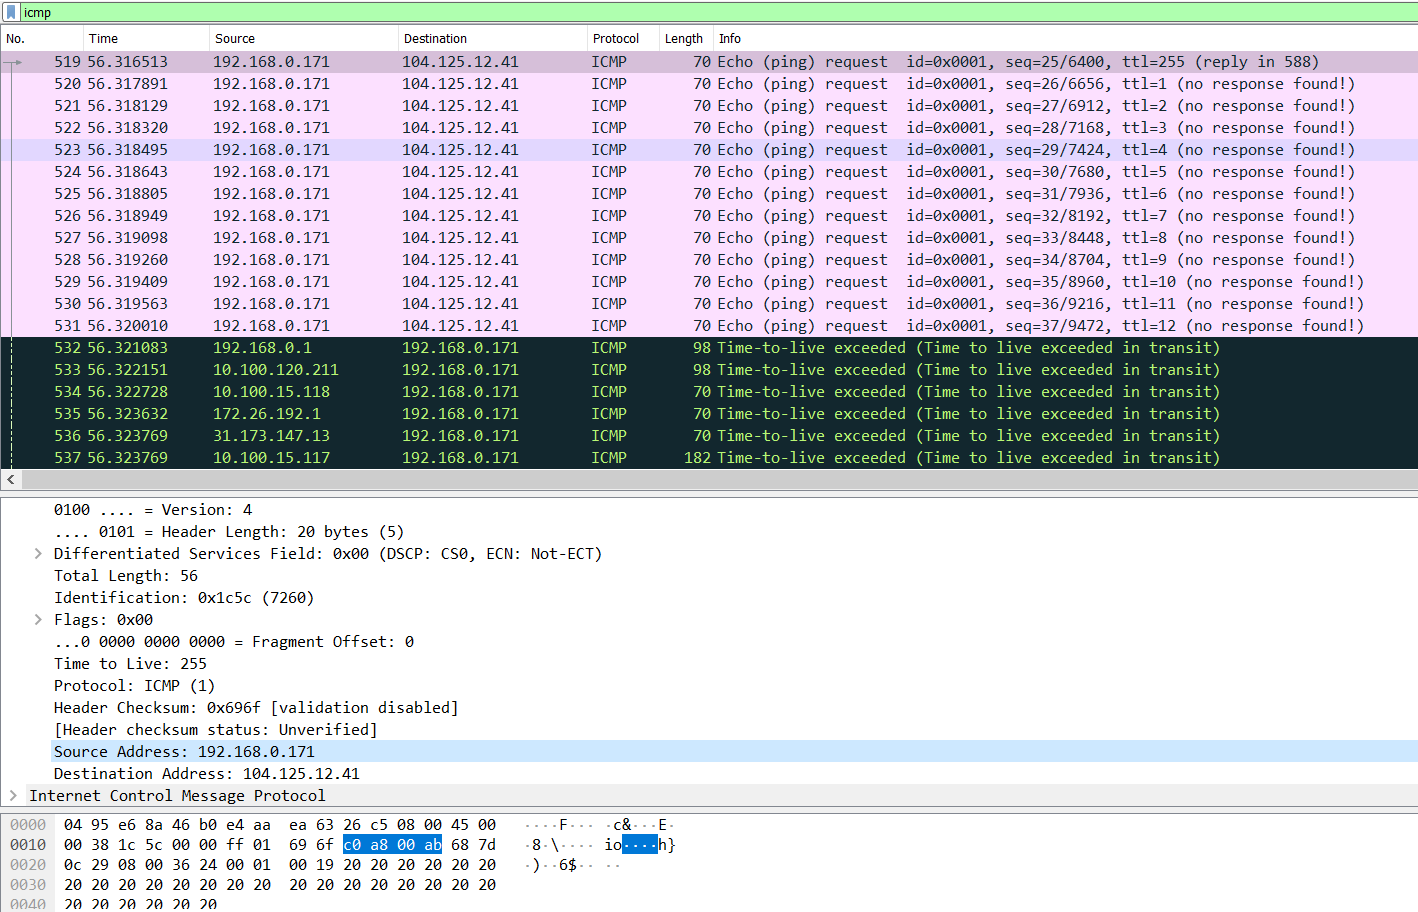 icmp
No. Time Source Destination Protocol Length Info
519 56.316513 192.168.0.171 104.125.12.41 ICMP 70 Echo (ping) request id=0x0001, seq=25/6400, ttl=255 (reply in 588)
520 56.317891 192.168.0.171 104.125.12.41 ICMP 70 Echo (ping) request id=0x0001, seq=26/6656, ttl=1 (no response found!)
521 56.318129 192.168.0.171 104.125.12.41 ICMP 70 Echo (ping) request id=0x0001, seq=27/6912, ttl=2 (no response found!)
522 56.318320 192.168.0.171 104.125.12.41 ICMP 70 Echo (ping) request id=0x0001, seq=28/7168, ttl=3 (no response found!)
523 56.318495 192.168.0.171 104.125.12.41 ICMP 70 Echo (ping) request id=0x0001, seq=29/7424, ttl=4 (no response found!)
524 56.318643 192.168.0.171 104.125.12.41 ICMP 70 Echo (ping) request id=0x0001, seq=30/7680, ttl=5 (no response found!)
525 56.318805 192.168.0.171 104.125.12.41 ICMP 70 Echo (ping) request id=0x0001, seq=31/7936, ttl=6 (no response found!)
526 56.318949 192.168.0.171 104.125.12.41 ICMP 70 Echo (ping) request id=0x0001, seq=32/8192, ttl=7 (no response found!)
527 56.319098 192.168.0.171 104.125.12.41 ICMP 70 Echo (ping) request id=0x0001, seq=33/8448, ttl=8 (no response found!)
528 56.319260 192.168.0.171 104.125.12.41 ICMP 70 Echo (ping) request id=0x0001, seq=34/8704, ttl=9 (no response found!)
529 56.319409 192.168.0.171 104.125.12.41 ICMP 70 Echo (ping) request id=0x0001, seq=35/8960, ttl=10 (no response found!)
530 56.319563 192.168.0.171 104.125.12.41 ICMP 70 Echo (ping) request id=0x0001, seq=36/9216, ttl=11 (no response found!)
531 56.320010 192.168.0.171 104.125.12.41 ICMP 70 Echo (ping) request id=0x0001, seq=37/9472, ttl=12 (no response found!)
532 56.321083 192.168.0.1 192.168.0.171 ICMP 98 Time-to-live exceeded (Time to live exceeded in transit)
533 56.322151 10.100.120.211 192.168.0.171 ICMP 98 Time-to-live exceeded (Time to live exceeded in transit)
534 56.322728 10.100.15.118 192.168.0.171 ICMP 70 Time-to-live exceeded (Time to live exceeded in transit)
535 56.323632 172.26.192.1 192.168.0.171 ICMP 70 Time-to-live exceeded (Time to live exceeded in transit)
536 56.323769 31.173.147.13 192.168.0.171 ICMP 70 Time-to-live exceeded (Time to live exceeded in transit)
537 56.323769 10.100.15.117 192.168.0.171 ICMP 182 Time-to-live exceeded (Time to live exceeded in transit)
0100 .... = Version: 4
.... 0101 = Header Length: 20 bytes (5)
Differentiated Services Field: 0x00 (DSCP: CS0, ECN: Not-ECT)
Total Length: 56
Identification: 0x1c5c (7260)
Flags: 0x00
...0 0000 0000 0000 = Fragment Offset: 0
Time to Live: 255
Protocol: ICMP (1)
Header Checksum: 0x696f [validation disabled]
[Header checksum status: Unverified]
Source Address: 192.168.0.171
Destination Address: 104.125.12.41
Internet Control Message Protocol
0000 04 95 e6 8a 46 b0 e4 aa ea 63 26 c5 08 00 45 00 ····F··· ·c&···E·
0010 00 38 1c 5c 00 00 ff 01 69 6f c0 a8 00 ab 68 7d ·8·\···· io····h}
0020 0c 29 08 00 36 24 00 01 00 19 20 20 20 20 20 20 ·)··6$·· ··
0030 20 20 20 20 20 20 20 20 20 20 20 20 20 20 20 20
0040 20 20 20 20 20 20